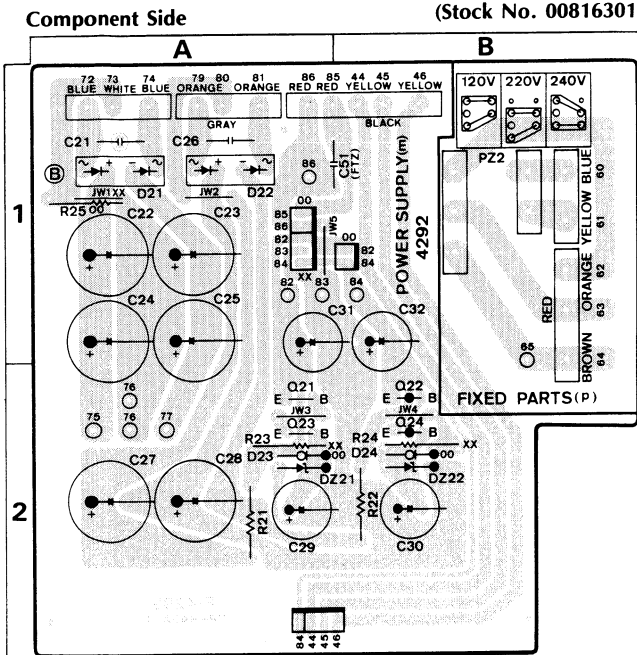 Component Side
(Stock No. 00816301
A
B
72 73 74 79 80 81 86 85 44 45 46
BLUE WHITE BLUE ORANGE ORANGE RED RED YELLOW YELLOW
GRAY
BLACK
120V 220V 240V
C21
C26
86
C51
(FTZ)
PZ2
B
D21
D22
JW1XX
JW2
R25 00
C22
C23
1
00
85
86
82
83
84
XX
JW5
00
82
84
POWER SUPPLY(m)
4292
BLUE 60
YELLOW 61
ORANGE 62
RED
63
BROWN 64
65
82 83 84
C24
C25
C31
C32
FIXED PARTS(P)
76
75 76 77
Q21
E B
JW3
Q23
E B
Q22
E B
JW4
Q24
E B
R23 XX
D23 00
DZ21
R24 XX
D24 00
DZ22
2
C27
C28
R21
C29
R22
C30
84
44
45
46